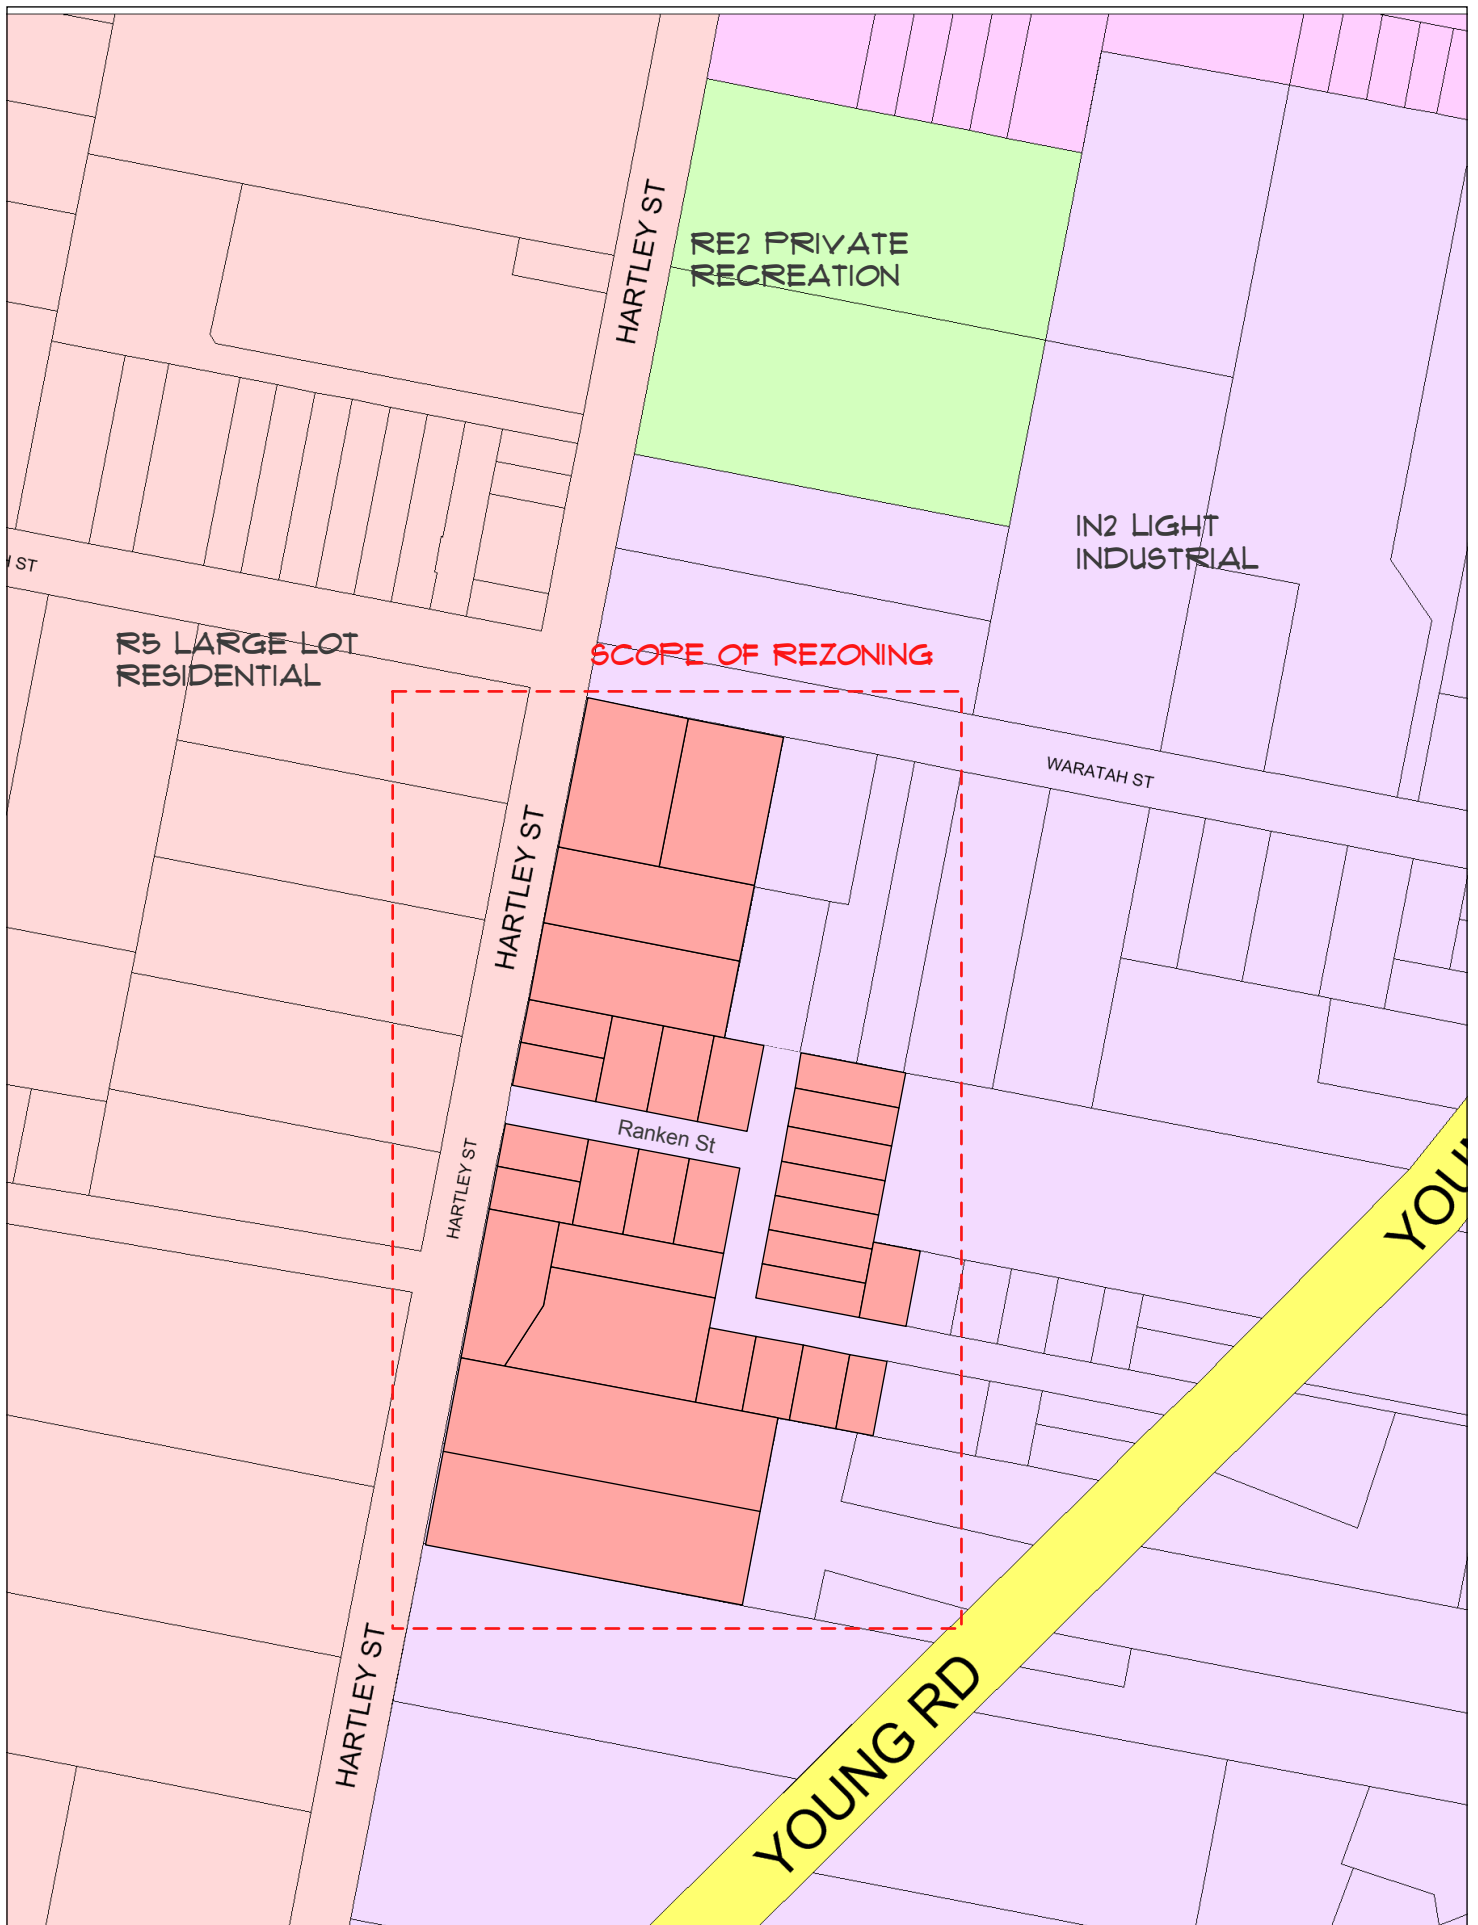 HARTLEY ST
RE2 PRIVATE
RECREATION
IN2 LIGHT
INDUSTRIAL
ST
R5 LARGE LOT
RESIDENTIAL
SCOPE OF REZONING
WARATAH ST
HARTLEY ST
Ranken St
HARTLEY ST
YOUNG RD
HARTLEY ST